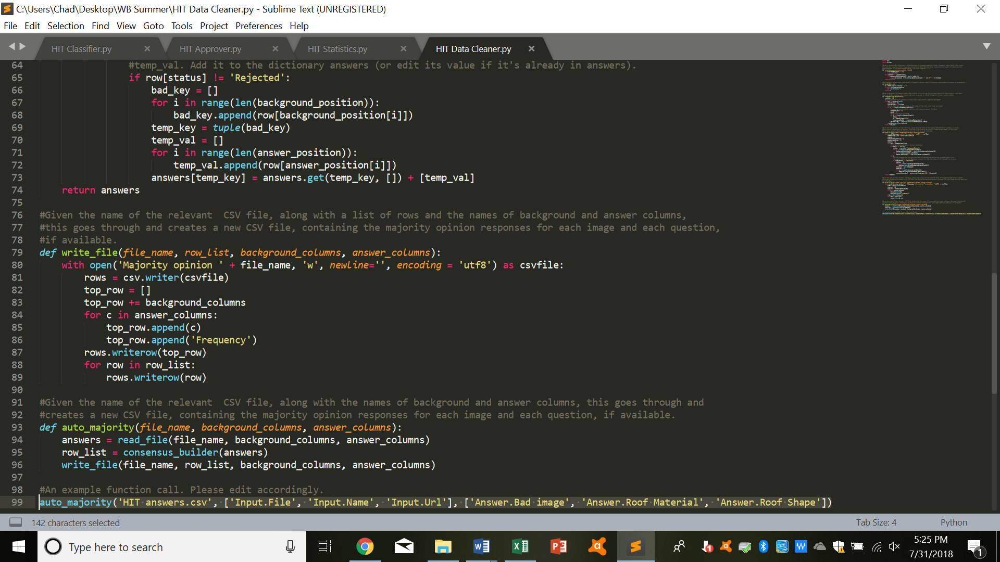 C:\Users\Chad\Desktop\WB Summer\HIT Data Cleaner.py - Sublime Text (UNREGISTERED)
File Edit Selection Find View Goto Tools Project Preferences Help
HIT Classifier.py HIT Approver.py HIT Statistics.py HIT Data Cleaner.py
64 #temp_val. Add it to the dictionary answers (or edit its value if it's already in answers).
65 if row[status] != 'Rejected':
66 bad_key = []
67 for i in range(len(background_position)):
68 bad_key.append(row[background_position[i]])
69 temp_key = tuple(bad_key)
70 temp_val = []
71 for i in range(len(answer_position)):
72 temp_val.append(row[answer_position[i]])
73 answers[temp_key] = answers.get(temp_key, []) + [temp_val]
74 return answers
75
76 #Given the name of the relevant  CSV file, along with a list of rows and the names of background and answer columns,
77 #this goes through and creates a new CSV file, containing the majority opinion responses for each image and each question,
78 #if available.
79 def write_file(file_name, row_list, background_columns, answer_columns):
80 with open('Majority opinion ' + file_name, 'w', newline='', encoding = 'utf8') as csvfile:
81 rows = csv.writer(csvfile)
82 top_row = []
83 top_row += background_columns
84 for c in answer_columns:
85 top_row.append(c)
86 top_row.append('Frequency')
87 rows.writerow(top_row)
88 for row in row_list:
89 rows.writerow(row)
90
91 #Given the name of the relevant  CSV file, along with the names of background and answer columns, this goes through and
92 #creates a new CSV file, containing the majority opinion responses for each image and each question, if available.
93 def auto_majority(file_name, background_columns, answer_columns):
94 answers = read_file(file_name, background_columns, answer_columns)
95 row_list = consensus_builder(answers)
96 write_file(file_name, row_list, background_columns, answer_columns)
97
98 #An example function call. Please edit accordingly.
99 auto_majority('HIT answers.csv', ['Input.File', 'Input.Name', 'Input.Url'], ['Answer.Bad image', 'Answer.Roof Material', 'Answer.Roof Shape'])
142 characters selected Tab Size: 4 Python
Type here to search
5:25 PM
7/31/2018
1